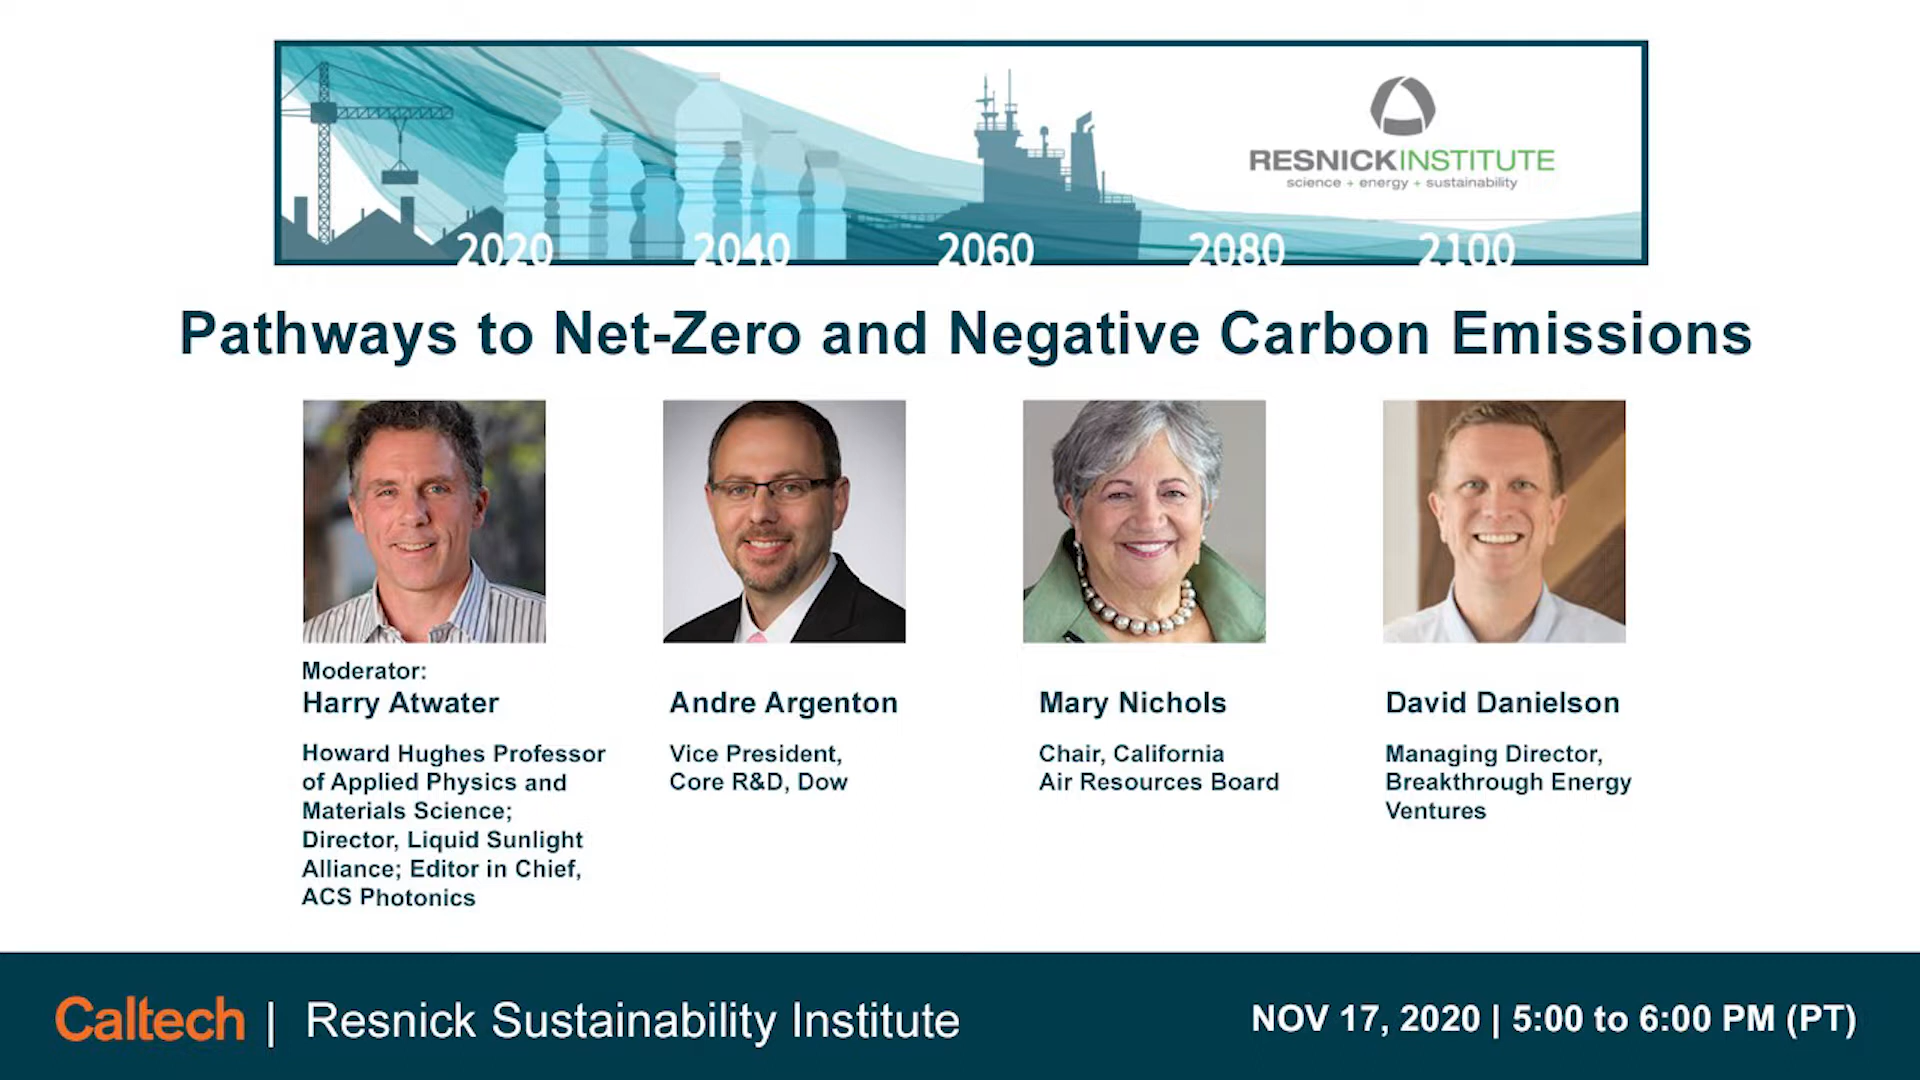 RESNICKINSTITUTE
science + energy + sustainability
2020 2040 2060 2080 2100
Pathways to Net-Zero and Negative Carbon Emissions
Moderator:
Harry Atwater
Howard Hughes Professor
of Applied Physics and
Materials Science;
Director, Liquid Sunlight
Alliance; Editor in Chief,
ACS Photonics
Andre Argenton
Vice President,
Core R&D, Dow
Mary Nichols
Chair, California
Air Resources Board
David Danielson
Managing Director,
Breakthrough Energy
Ventures
Caltech | Resnick Sustainability Institute
NOV 17, 2020 | 5:00 to 6:00 PM (PT)